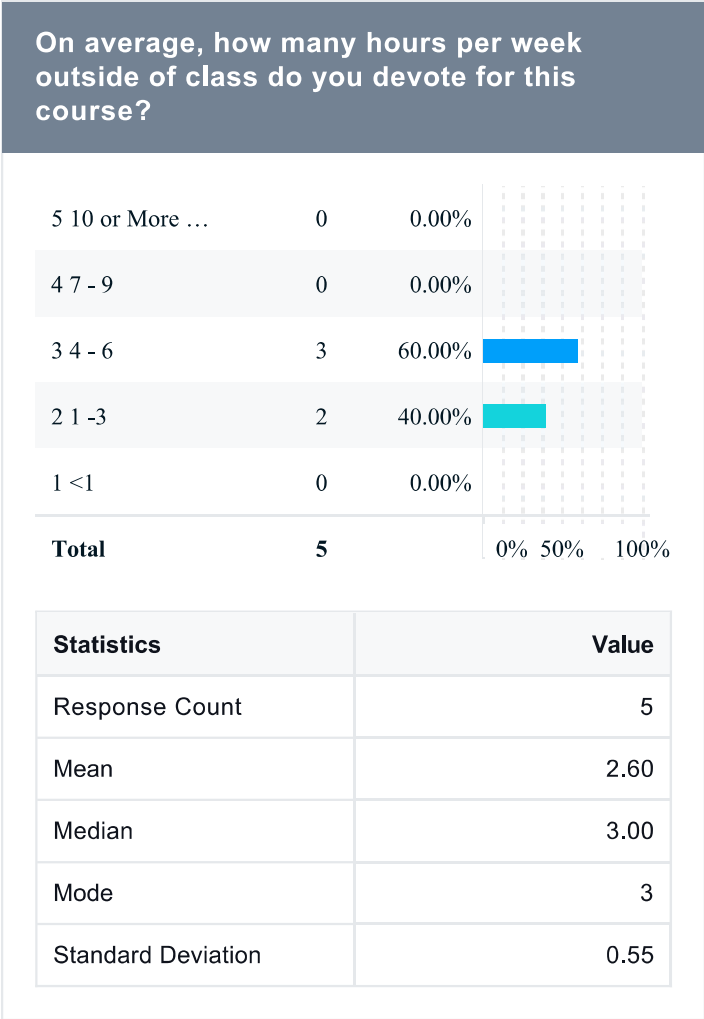 On average, how many hours per week
outside of class do you devote for this
course?
5 10 or More … 0 0.00%
4 7 - 9 0 0.00%
3 4 - 6 3 60.00%
2 1 -3 2 40.00%
1 <1 0 0.00%
Total 5 0% 50% 100%
Statistics Value
Response Count 5
Mean 2.60
Median 3.00
Mode 3
Standard Deviation 0.55